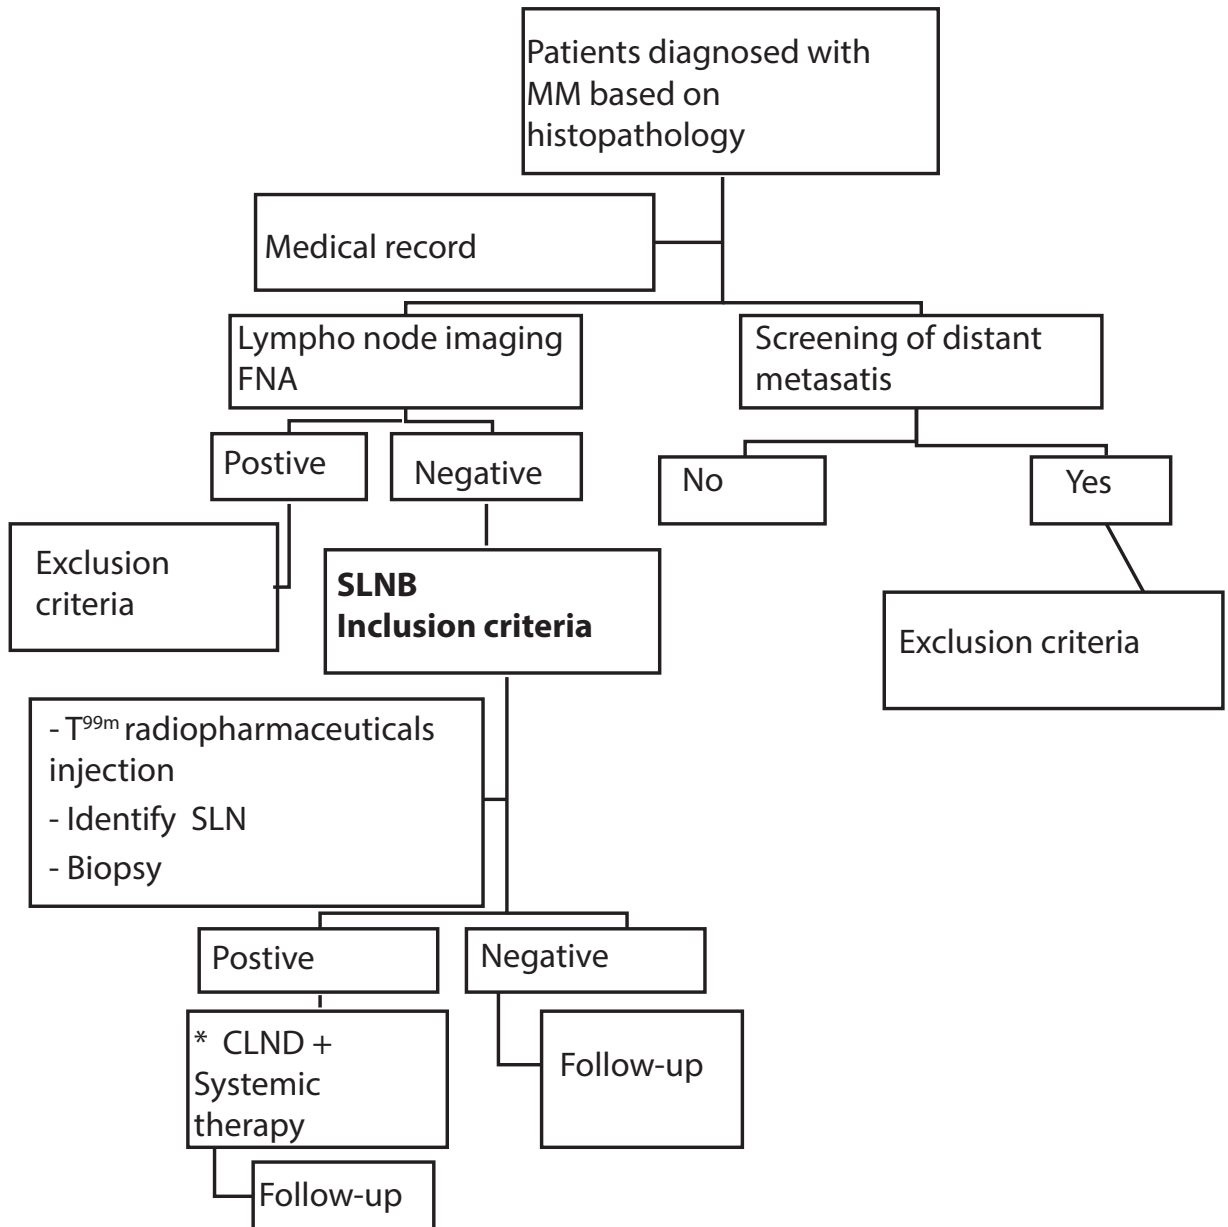 Patients diagnosed with
MM based on
histopathology
Medical record
Lympho node imaging
FNA
Screening of distant
metasatis
Postive
Negative
No
Yes
Exclusion
criteria
SLNB
Inclusion criteria
Exclusion criteria
- T⁹⁹ᵐ radiopharmaceuticals
injection
- Identify SLN
- Biopsy
Postive
Negative
* CLND +
Systemic
therapy
Follow-up
Follow-up